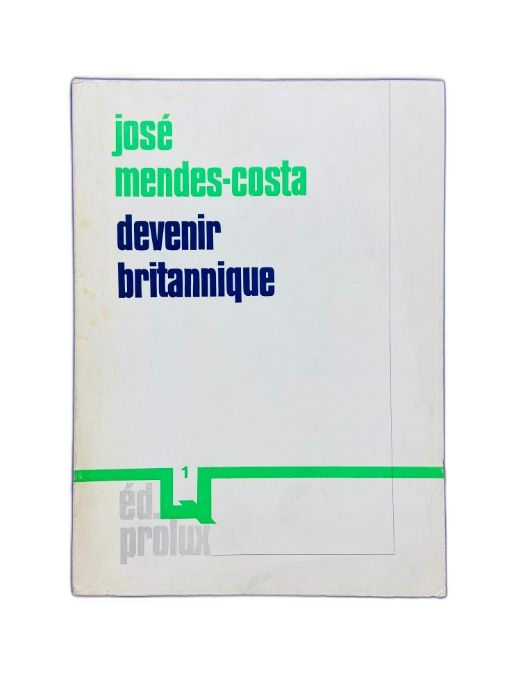 josé
mendes-costa
devenir
britannique
1
éd.
prolux